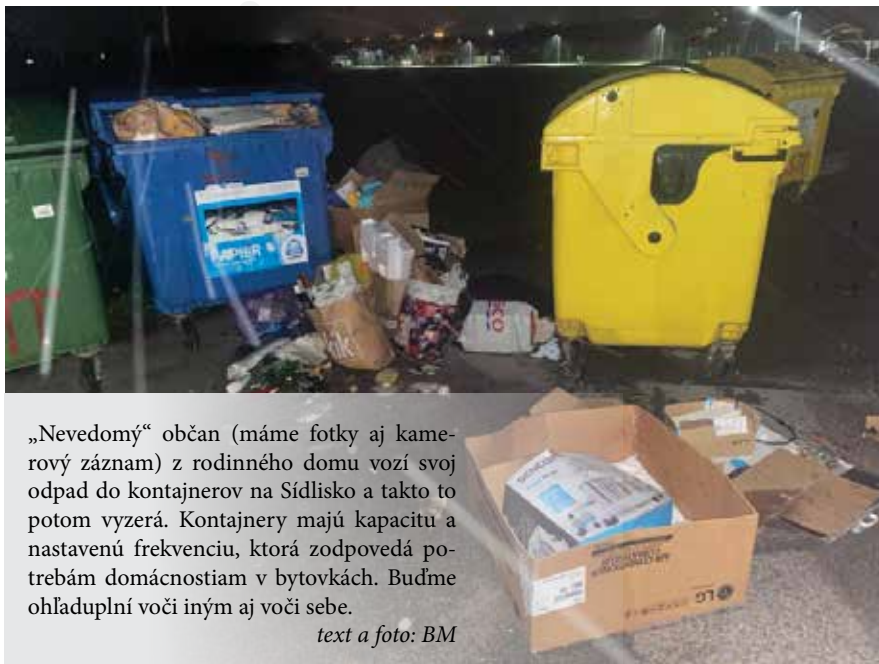 PAPIER
„Nevedomý“ občan (máme fotky aj kame-
rový záznam) z rodinného domu vozí svoj
odpad do kontajnerov na Sídlisko a takto to
potom vyzerá. Kontajnery majú kapacitu a
nastavenú frekvenciu, ktorá zodpovedá po-
trebám domácnostiam v bytovkách. Buďme
ohľaduplní voči iným aj voči sebe.
text a foto: BM
LG